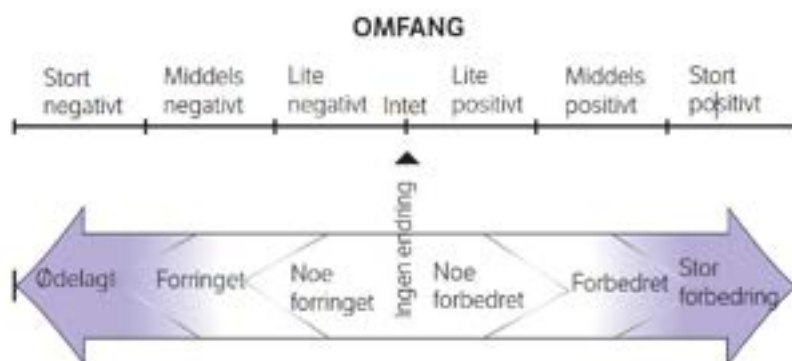 OMFANG
Stort negativt
Middels negativt
Lite negativt
Intet
Lite positivt
Middels positivt
Stort positivt
Ingen endring
Ødelagt
Forringet
Noe forringet
Noe forbedret
Forbedret
Stor forbedring